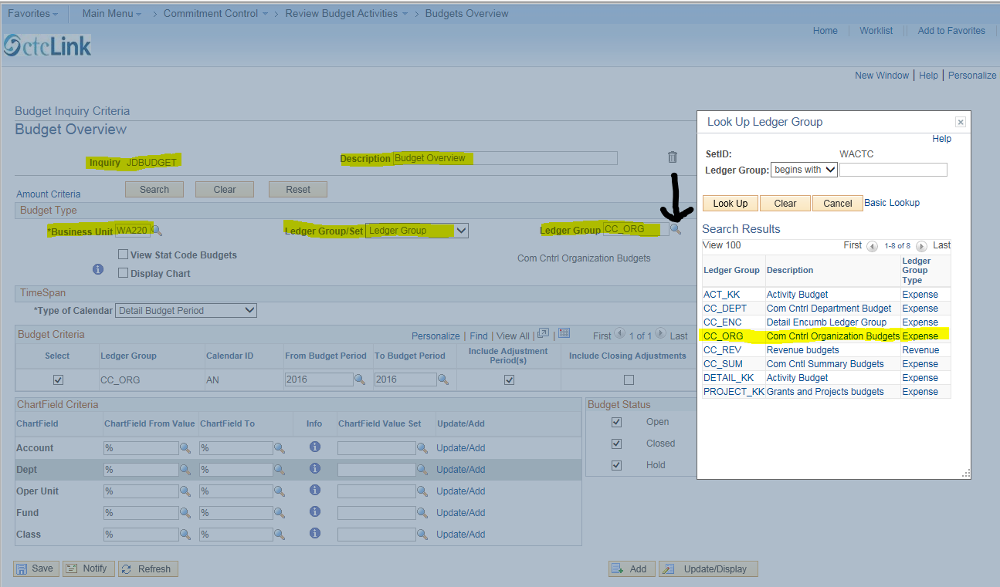 Favorites Main Menu > Commitment Control > Review Budget Activities > Budgets Overview
Home Worklist Add to Favorites
ctcLink
New Window | Help | Personalize
Budget Inquiry Criteria
Budget Overview
Inquiry JDBUDGET Description Budget Overview
Amount Criteria Search Clear Reset
Budget Type
*Business Unit WA220 Ledger Group/Set Ledger Group Ledger Group CC_ORG
View Stat Code Budgets Com Cntrl Organization Budgets
Display Chart
TimeSpan
*Type of Calendar Detail Budget Period
Budget Criteria Personalize | Find | View All | | First 1 of 1 Last
Select Ledger Group Calendar ID From Budget Period To Budget Period Include Adjustment Period(s) Include Closing Adjustments
CC_ORG AN 2016 2016
ChartField Criteria
ChartField ChartField From Value ChartField To Info ChartField Value Set Update/Add
Account % % Update/Add
Dept % % Update/Add
Oper Unit % % Update/Add
Fund % % Update/Add
Class % % Update/Add
Budget Status
Open
Closed
Hold
Save Notify Refresh Add Update/Display
Look Up Ledger Group ×
Help
SetID: WACTC
Ledger Group: begins with
Look Up Clear Cancel Basic Lookup
Search Results
View 100 First 1-8 of 8 Last
Ledger Group Description Ledger Group Type
ACT_KK Activity Budget Expense
CC_DEPT Com Cntrl Department Budget Expense
CC_ENC Detail Encumb Ledger Group Expense
CC_ORG Com Cntrl Organization Budgets Expense
CC_REV Revenue budgets Revenue
CC_SUM Com Cntl Summary Budgets Expense
DETAIL_KK Activity Budget Expense
PROJECT_KK Grants and Projects budgets Expense